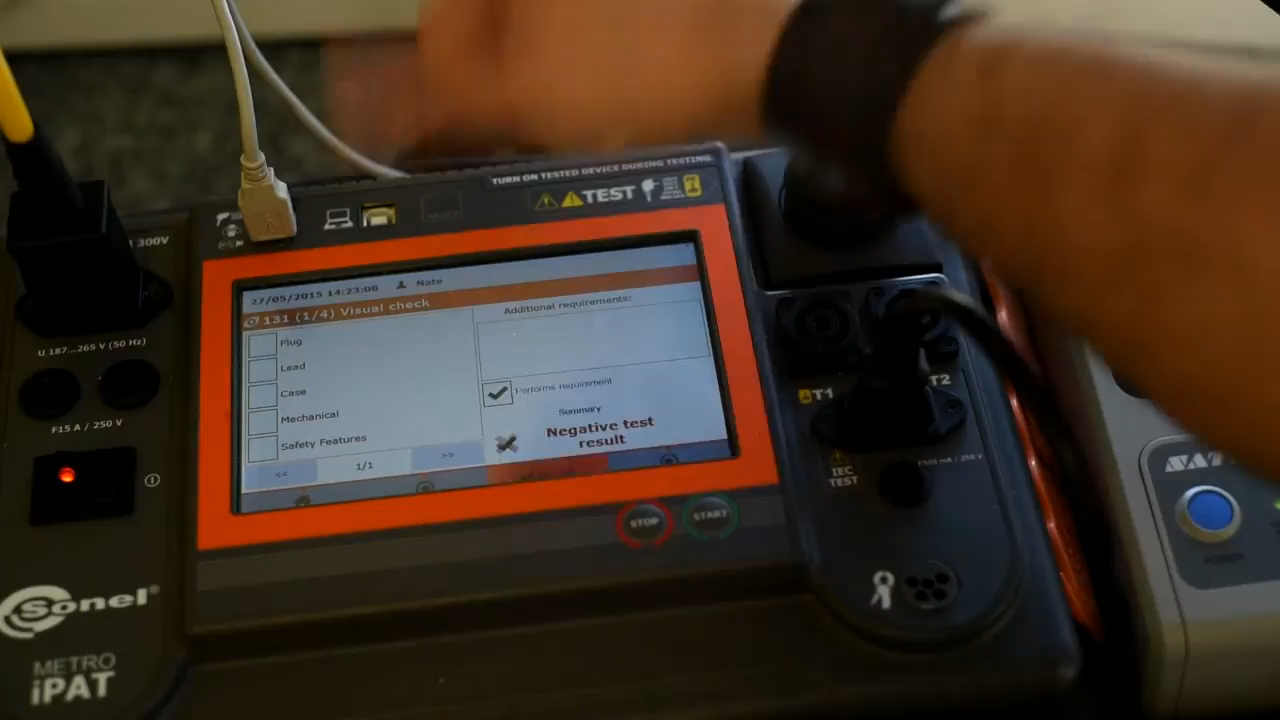 TURN ON TESTED DEVICE DURING TESTING.
TEST
300V
27/05/2015 14:23:08 Nate
131 (1/4) Visual check
Plug
Lead
Case
Mechanical
Safety Features
<< 1/1 >>
Additional requirements:
Performs requirement
Summary
Negative test
result
U 187...265 V (50 Hz)
F15 A / 250 V
STOP
START
T1
T2
IEC
TEST
Sonel®
METRO
iPAT
POWER